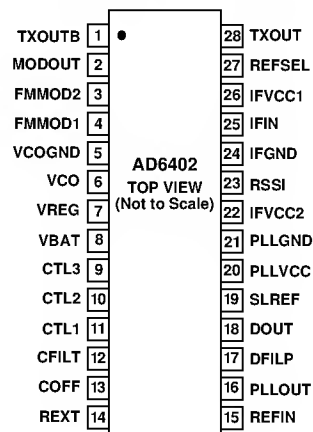 TXOUTB 1 28 TXOUT
MODOUT 2 27 REFSEL
FMMOD2 3 26 IFVCC1
FMMOD1 4 25 IFIN
VCOGND 5 24 IFGND
AD6402
VCO 6 23 RSSI
TOP VIEW
(Not to Scale)
VREG 7 22 IFVCC2
VBAT 8 21 PLLGND
CTL3 9 20 PLLVCC
CTL2 10 19 SLREF
CTL1 11 18 DOUT
CFILT 12 17 DFILP
COFF 13 16 PLLOUT
REXT 14 15 REFIN